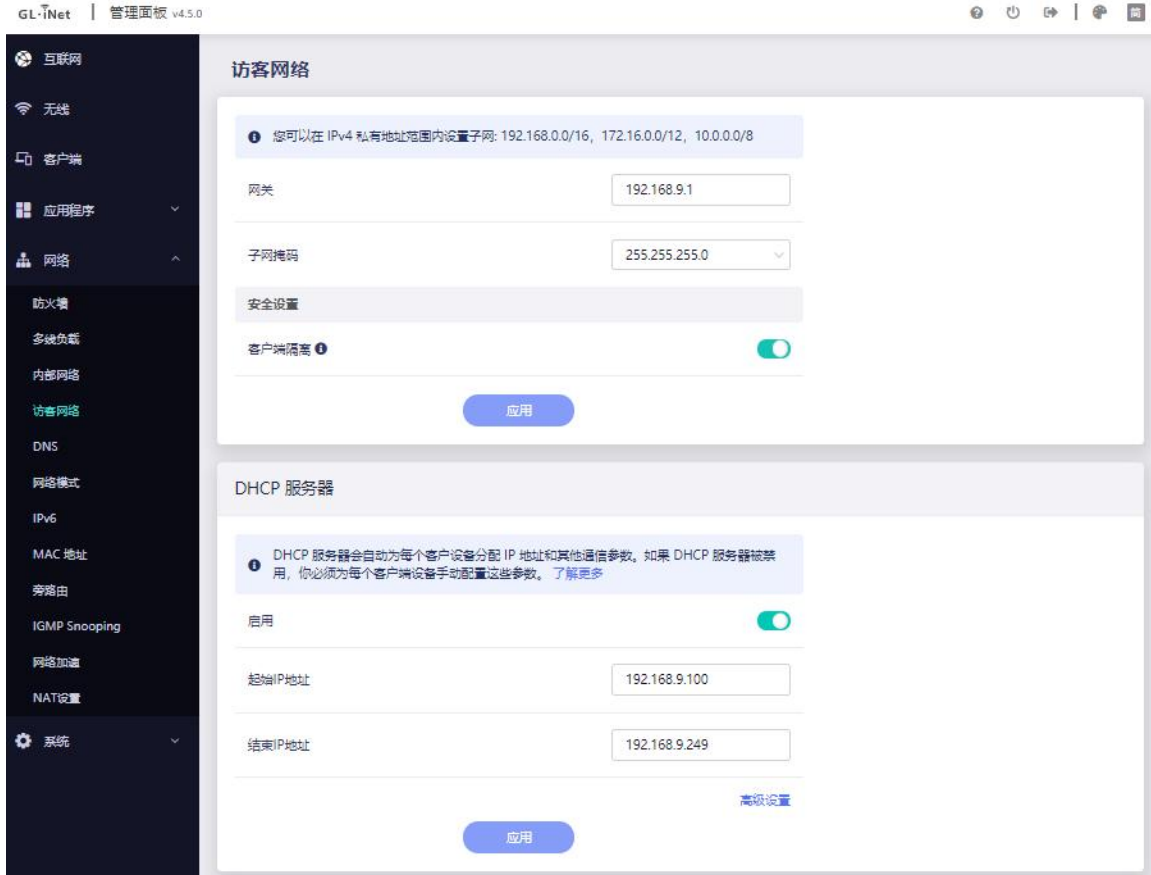 GL·iNet | 管理面板 v4.5.0
简
互联网
无线
客户端
应用程序
网络
防火墙
多线负载
内部网络
访客网络
DNS
网络模式
IPv6
MAC 地址
旁路由
IGMP Snooping
网络加速
NAT设置
系统
访客网络
您可以在 IPv4 私有地址范围内设置子网: 192.168.0.0/16, 172.16.0.0/12, 10.0.0.0/8
网关
192.168.9.1
子网掩码
255.255.255.0
安全设置
客户端隔离
应用
DHCP 服务器
DHCP 服务器会自动为每个客户设备分配 IP 地址和其他通信参数。如果 DHCP 服务器被禁
用，你必须为每个客户端设备手动配置这些参数。 了解更多
启用
起始IP地址
192.168.9.100
结束IP地址
192.168.9.249
高级设置
应用